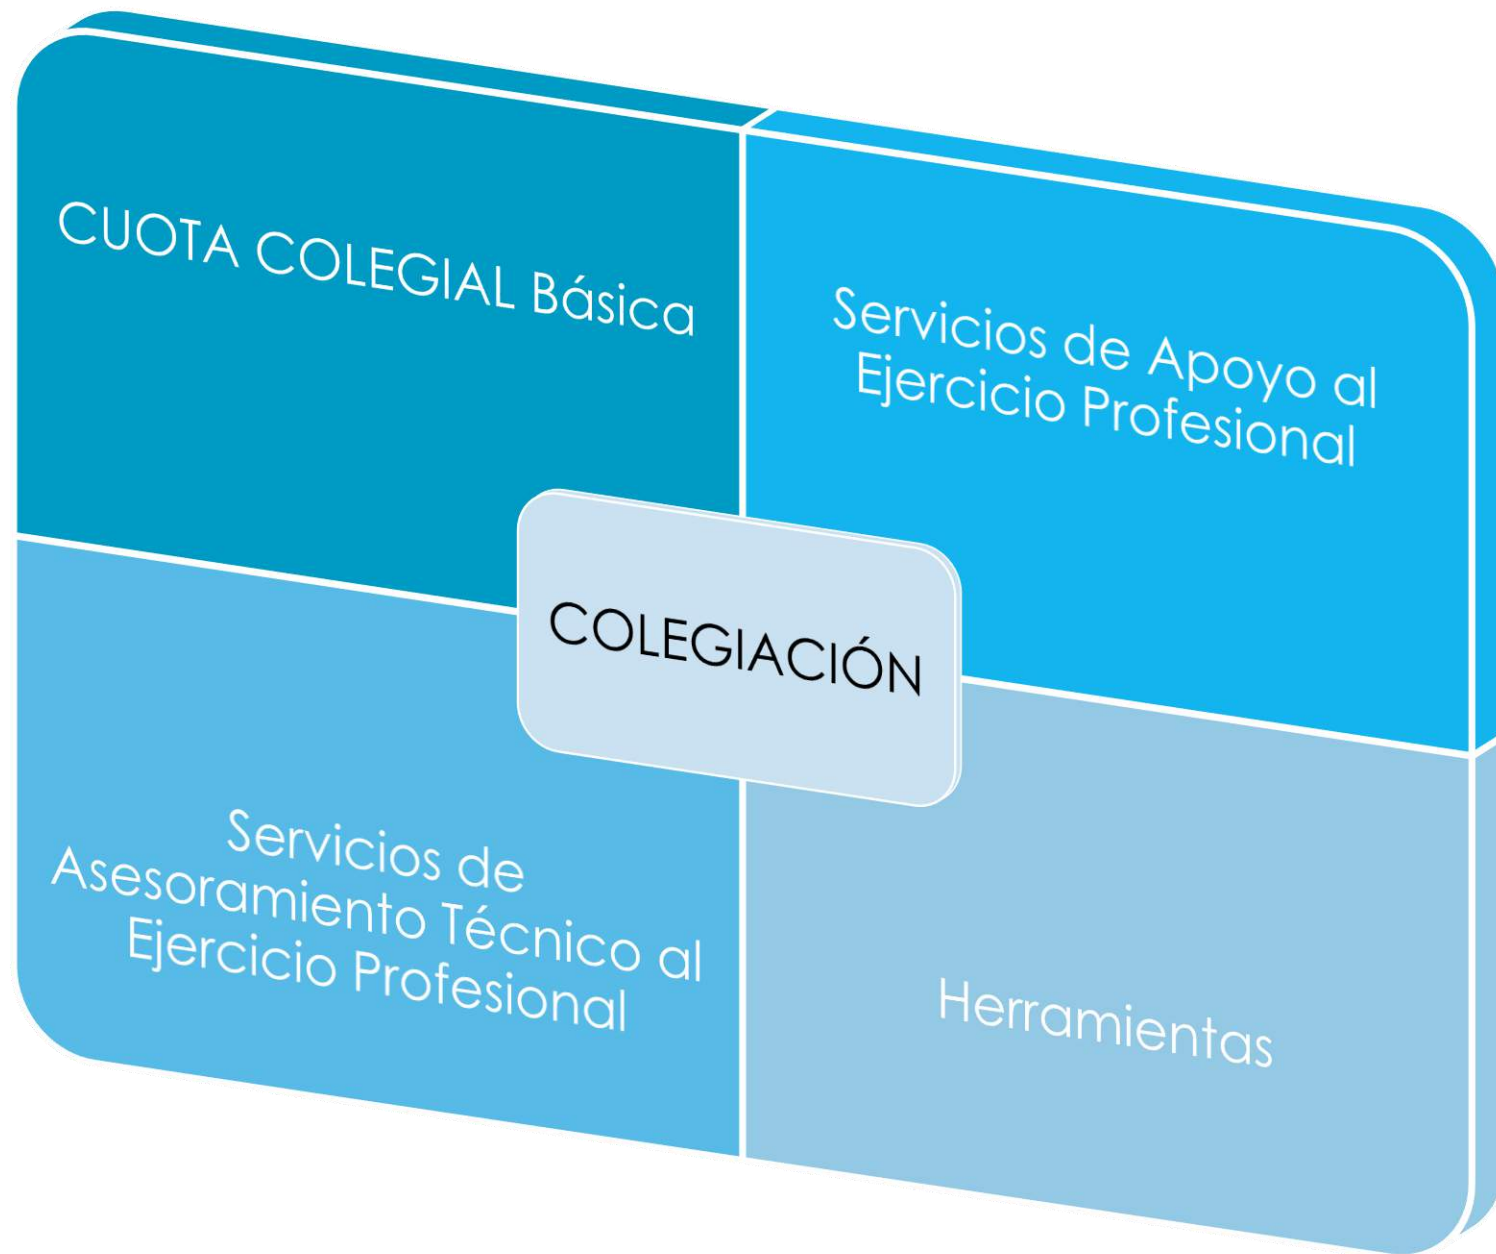 CUOTA COLEGIAL Básica
Servicios de Apoyo al
Ejercicio Profesional
COLEGIACIÓN
Servicios de
Asesoramiento Técnico al
Ejercicio Profesional
Herramientas